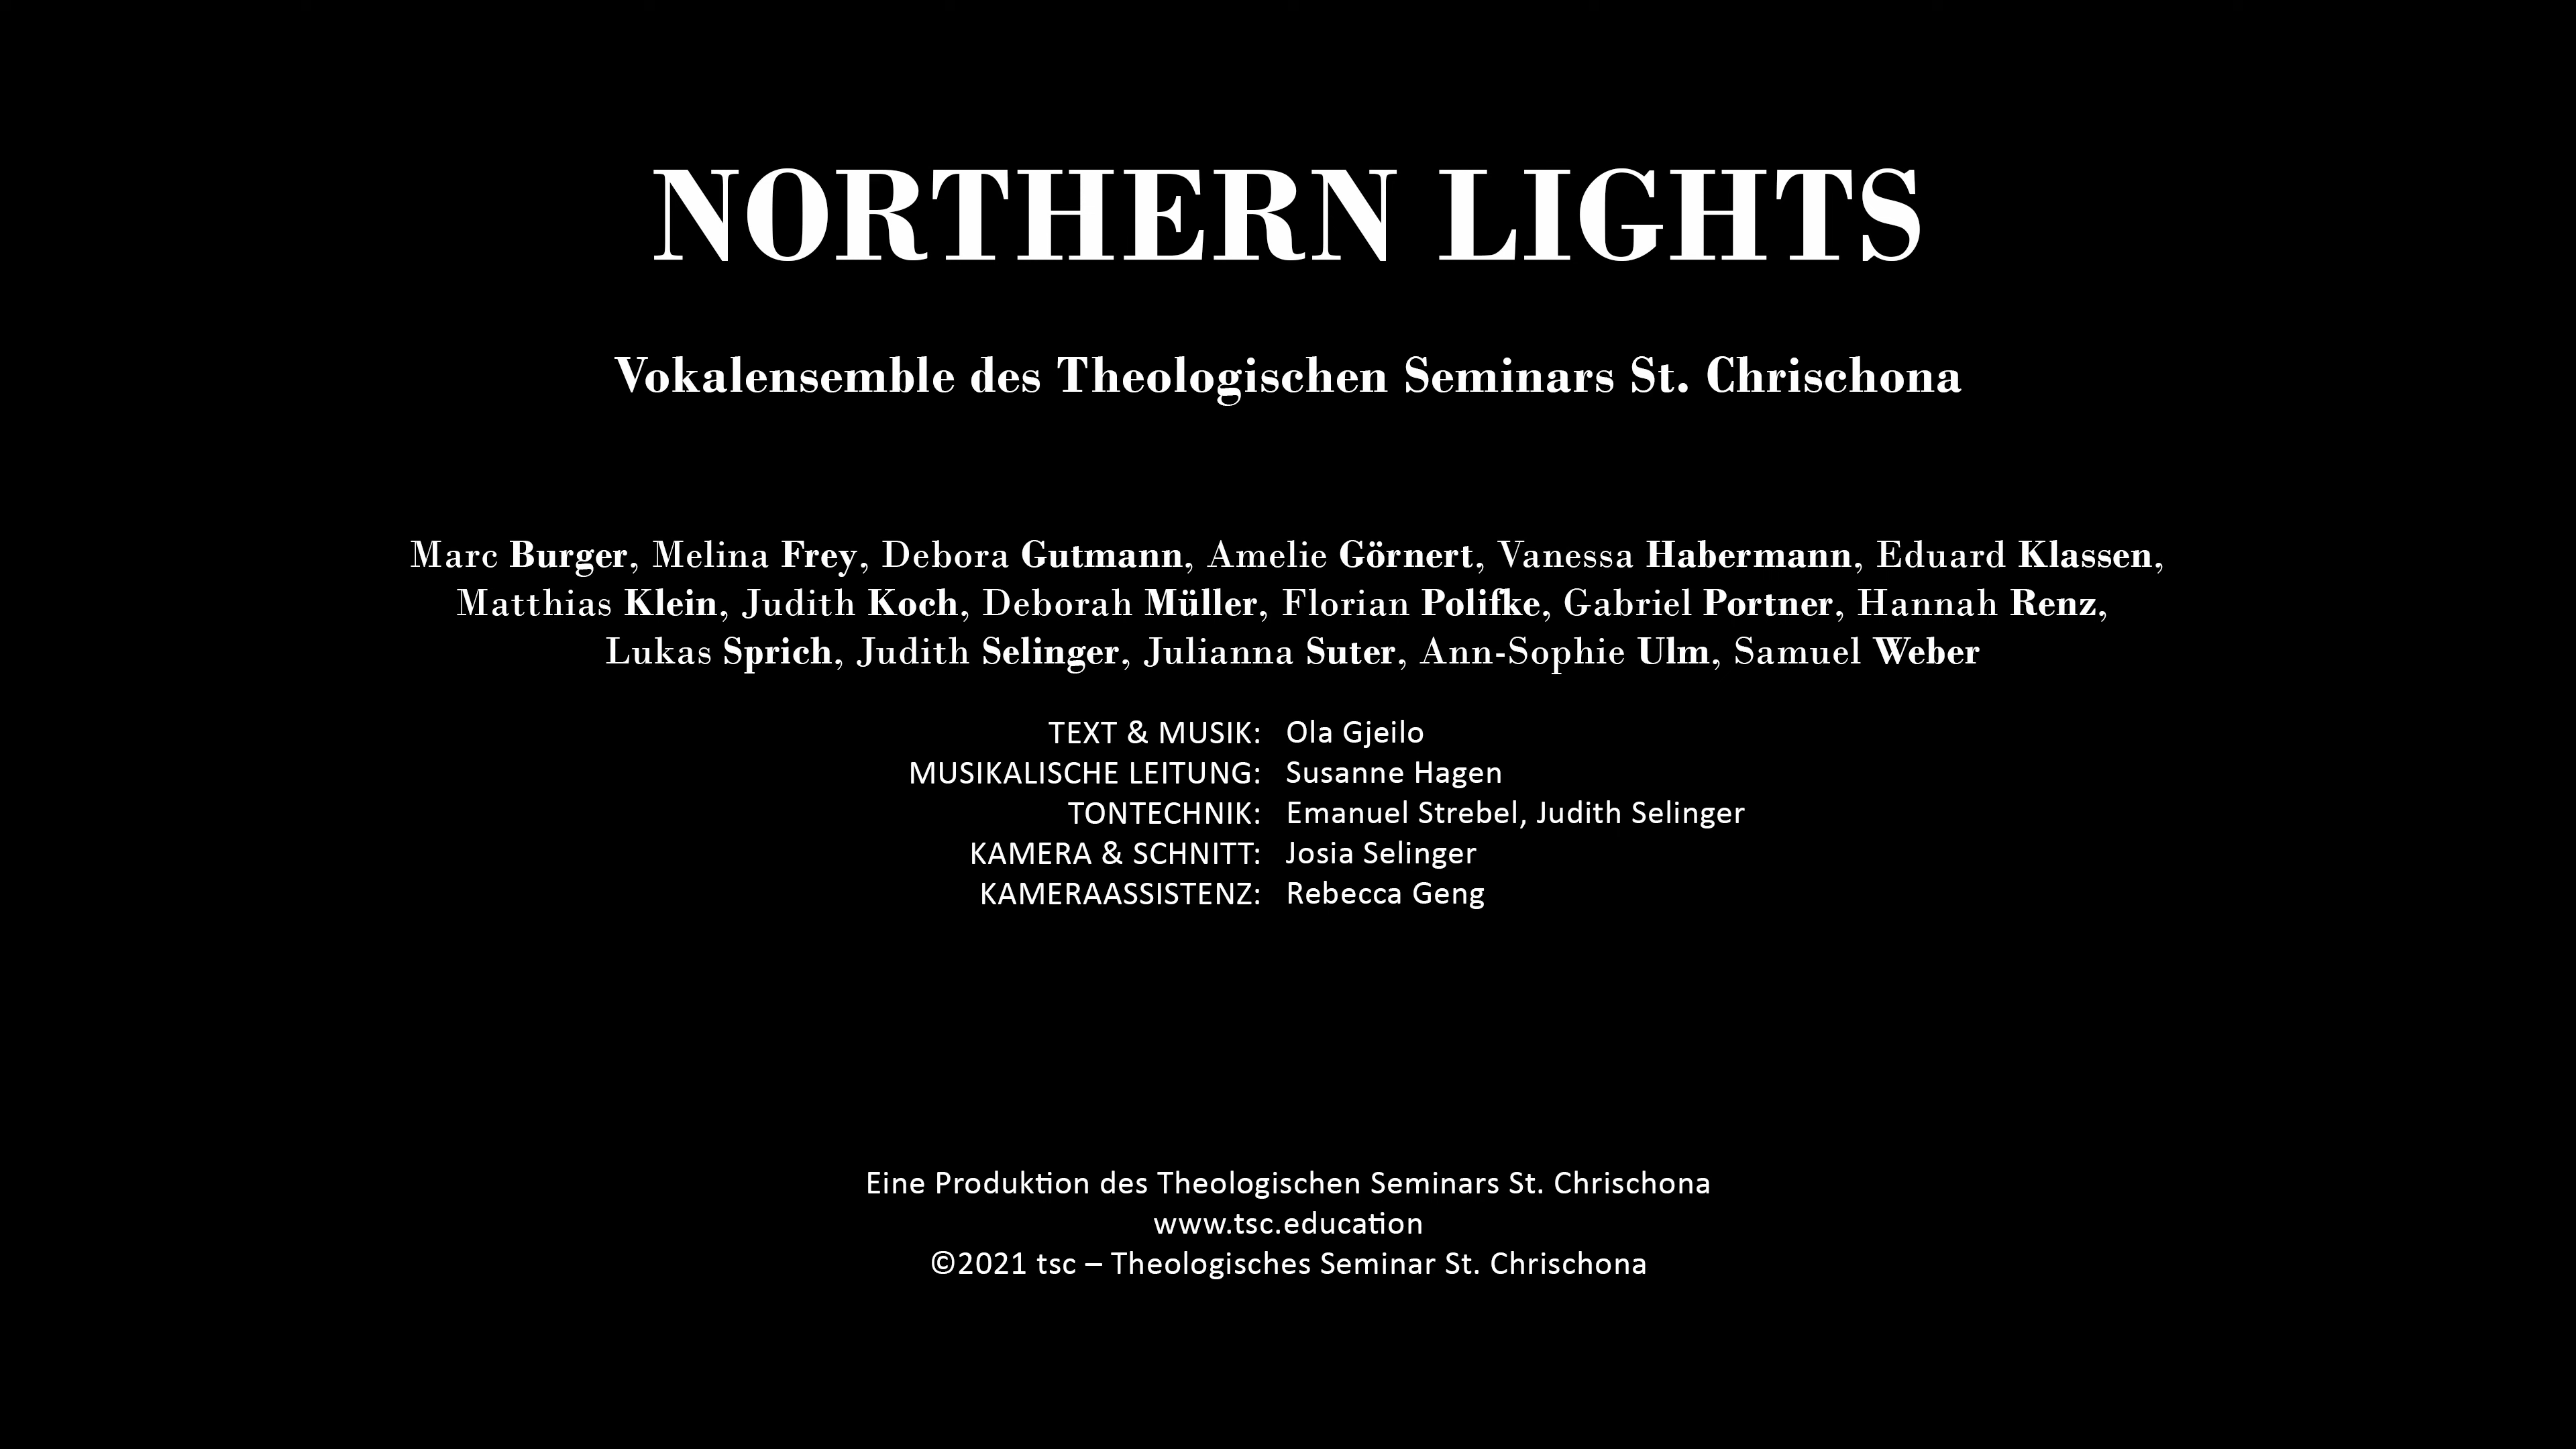 NORTHERN LIGHTS
Vokalensemble des Theologischen Seminars St. Chrischona
Marc Burger, Melina Frey, Debora Gutmann, Amelie Görnert, Vanessa Habermann, Eduard Klassen,
Matthias Klein, Judith Koch, Deborah Müller, Florian Polifke, Gabriel Portner, Hannah Renz,
Lukas Sprich, Judith Selinger, Julianna Suter, Ann-Sophie Ulm, Samuel Weber
TEXT & MUSIK: Ola Gjeilo
MUSIKALISCHE LEITUNG: Susanne Hagen
TONTECHNIK: Emanuel Strebel, Judith Selinger
KAMERA & SCHNITT: Josia Selinger
KAMERAASSISTENZ: Rebecca Geng
Eine Produktion des Theologischen Seminars St. Chrischona
www.tsc.education
©2021 tsc – Theologisches Seminar St. Chrischona